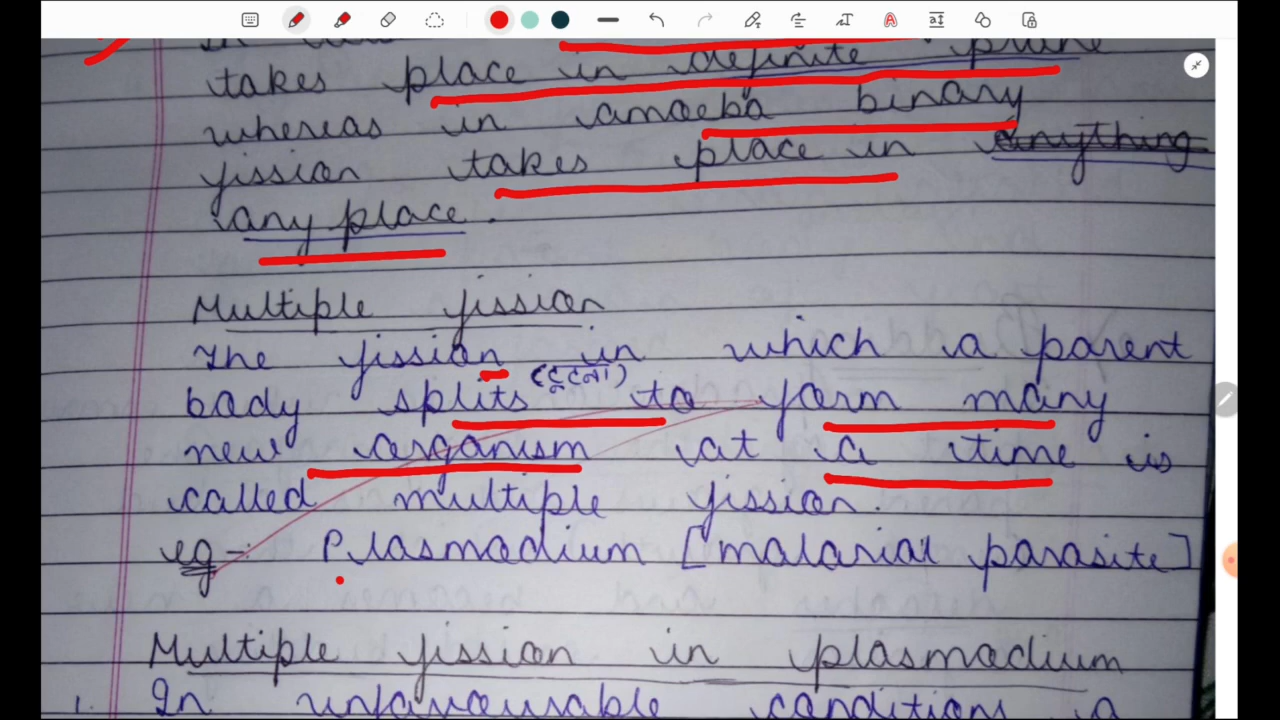 takes place in definite
whereas in amoeba binary
fission takes place in anything
any place.
Multiple fission
The fission in which a parent
(टूटना)
body splits to form many
new organism at a time is
called multiple fission.
eg-: Plasmodium [malarial parasite]
Multiple fission in plasmodium
1. In unfavourable conditions a